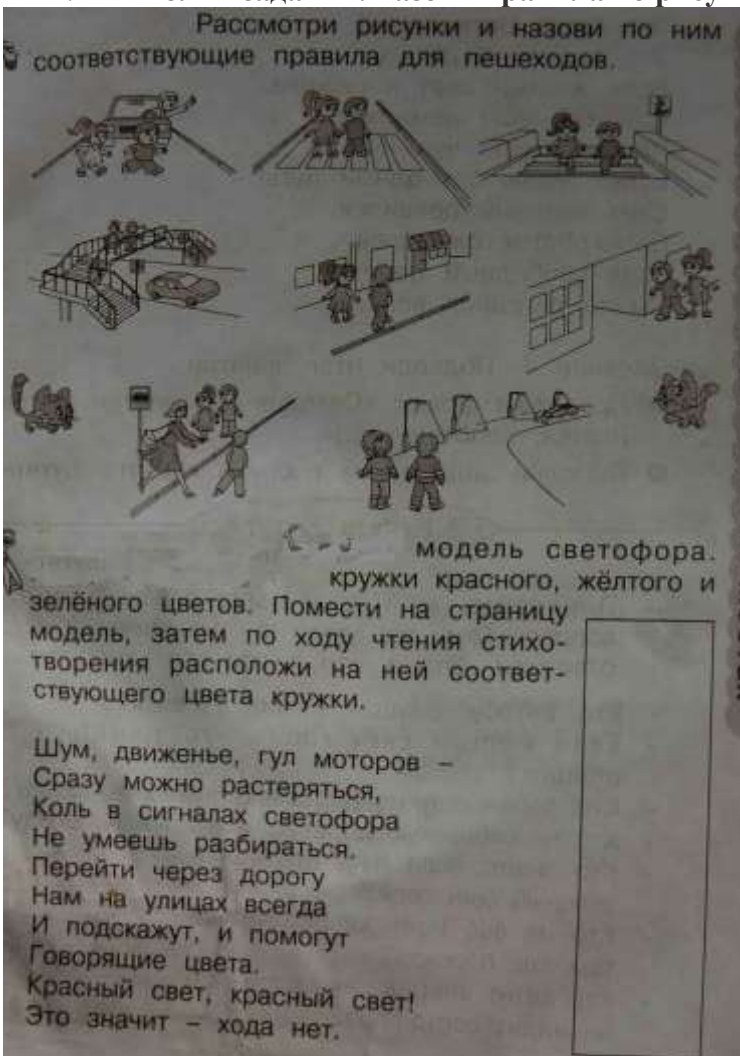 Рассмотри рисунки и назови по ним
соответствующие правила для пешеходов.
модель светофора.
кружки красного, жёлтого и
зелёного цветов. Помести на страницу
модель, затем по ходу чтения стихо-
творения расположи на ней соответ-
ствующего цвета кружки.
Шум, движенье, гул моторов –
Сразу можно растеряться,
Коль в сигналах светофора
Не умеешь разбираться.
Перейти через дорогу
Нам на улицах всегда
И подскажут, и помогут
Говорящие цвета.
Красный свет, красный свет!
Это значит – хода нет.